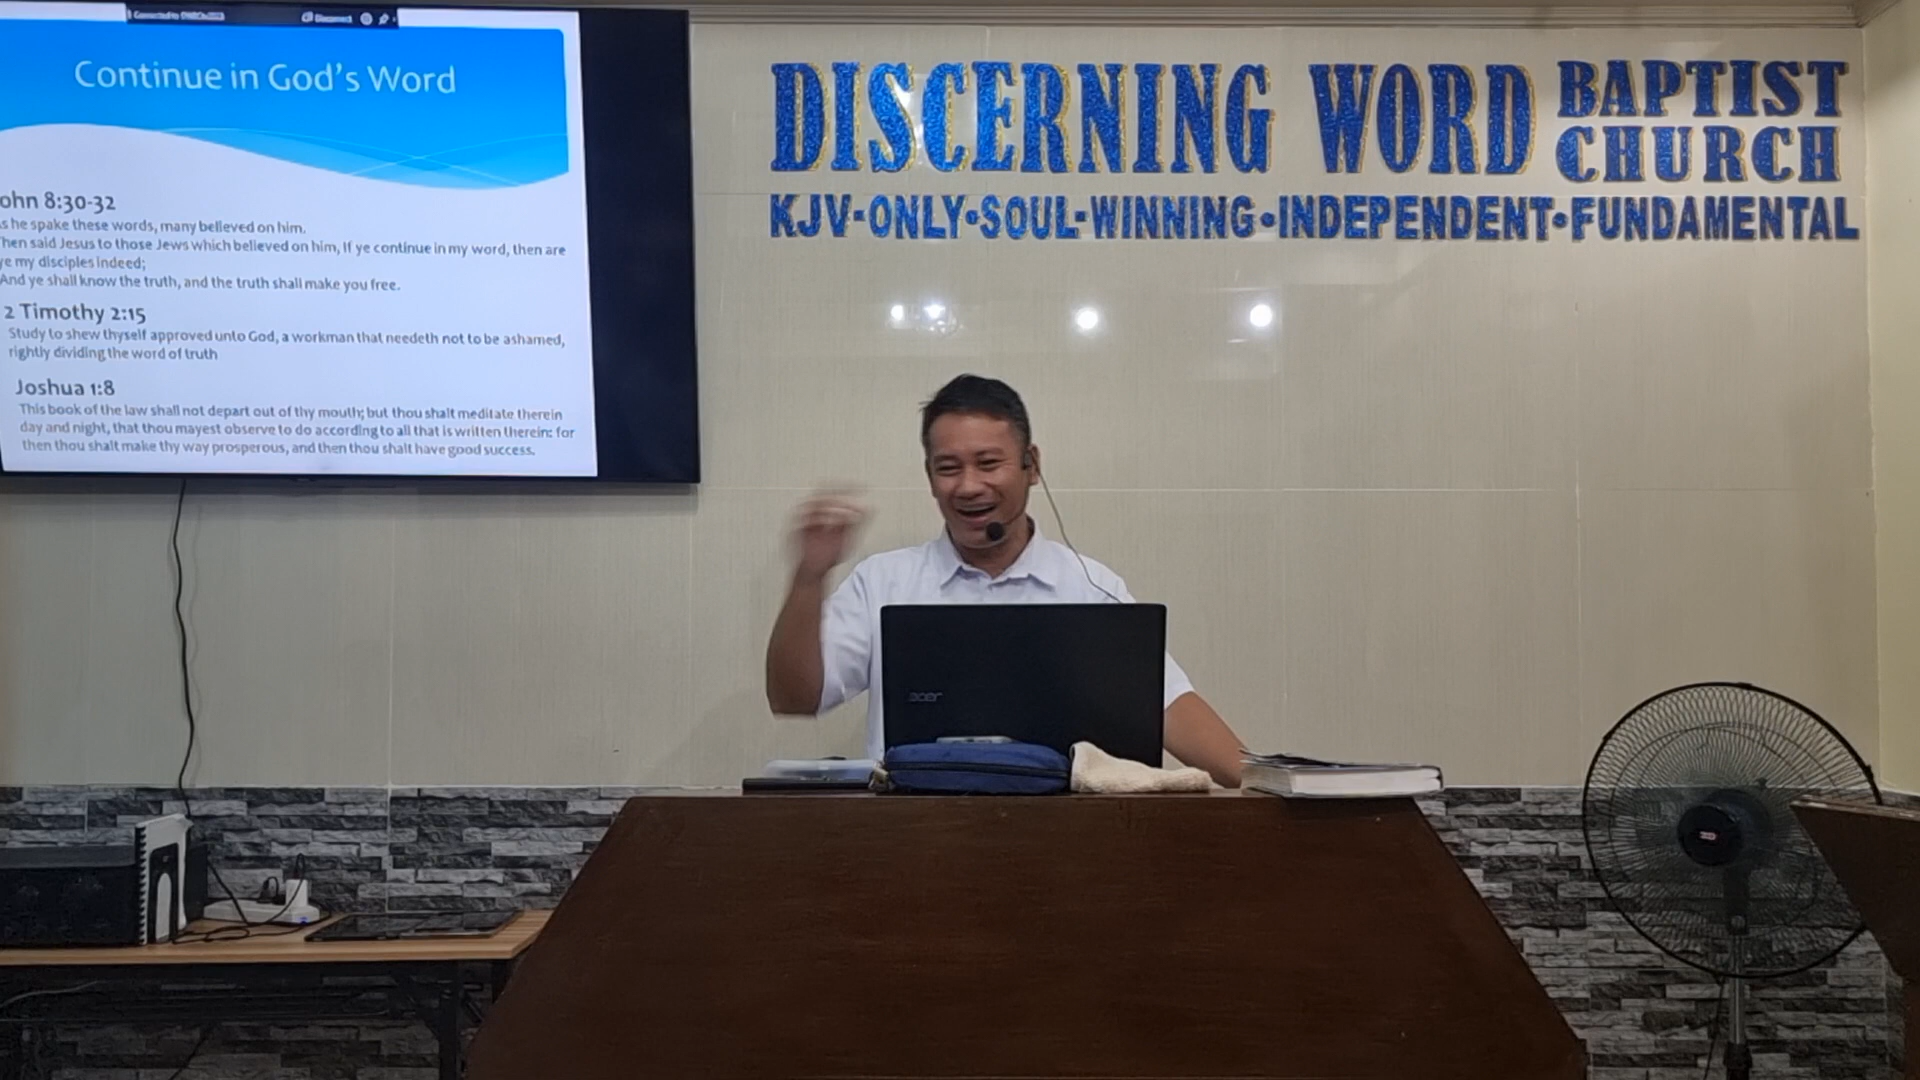 Disconnect
Continue in God's Word
ohn 8:30-32
s he spake these words, many believed on him.
hen said Jesus to those Jews which believed on him, If ye continue in my word, then are
ye my disciples indeed;
And ye shall know the truth, and the truth shall make you free.
2 Timothy 2:15
Study to shew thyself approved unto God, a workman that needeth not to be ashamed,
rightly dividing the word of truth
Joshua 1:8
This book of the law shall not depart out of thy mouth; but thou shalt meditate therein
day and night, that thou mayest observe to do according to all that is written therein: for
then thou shalt make thy way prosperous, and then thou shalt have good success.
DISCERNING WORD BAPTIST
CHURCH
KJV-ONLY•SOUL-WINNING•INDEPENDENT•FUNDAMENTAL
acer